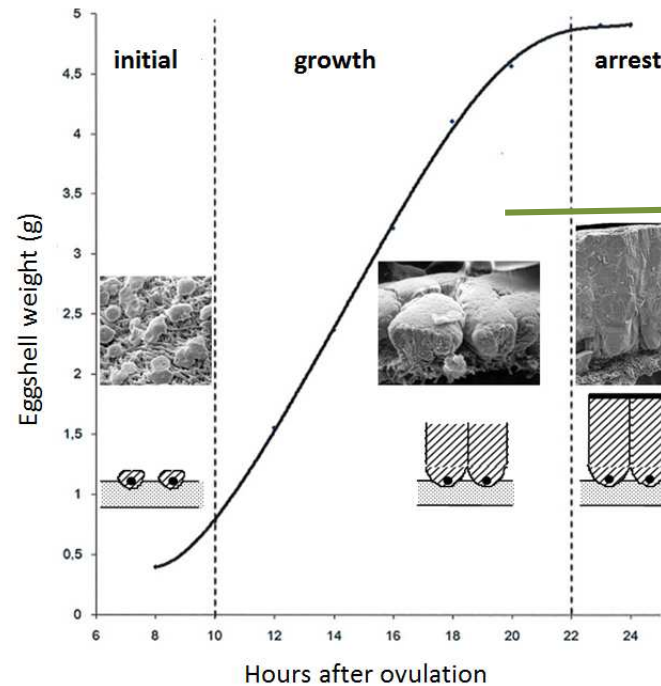 initial growth arrest
5
4,5
4
3,5
3
2,5
2
1,5
1
0,5
0
Eggshell weight (g)
6 8 10 12 14 16 18 20 22 24
Hours after ovulation